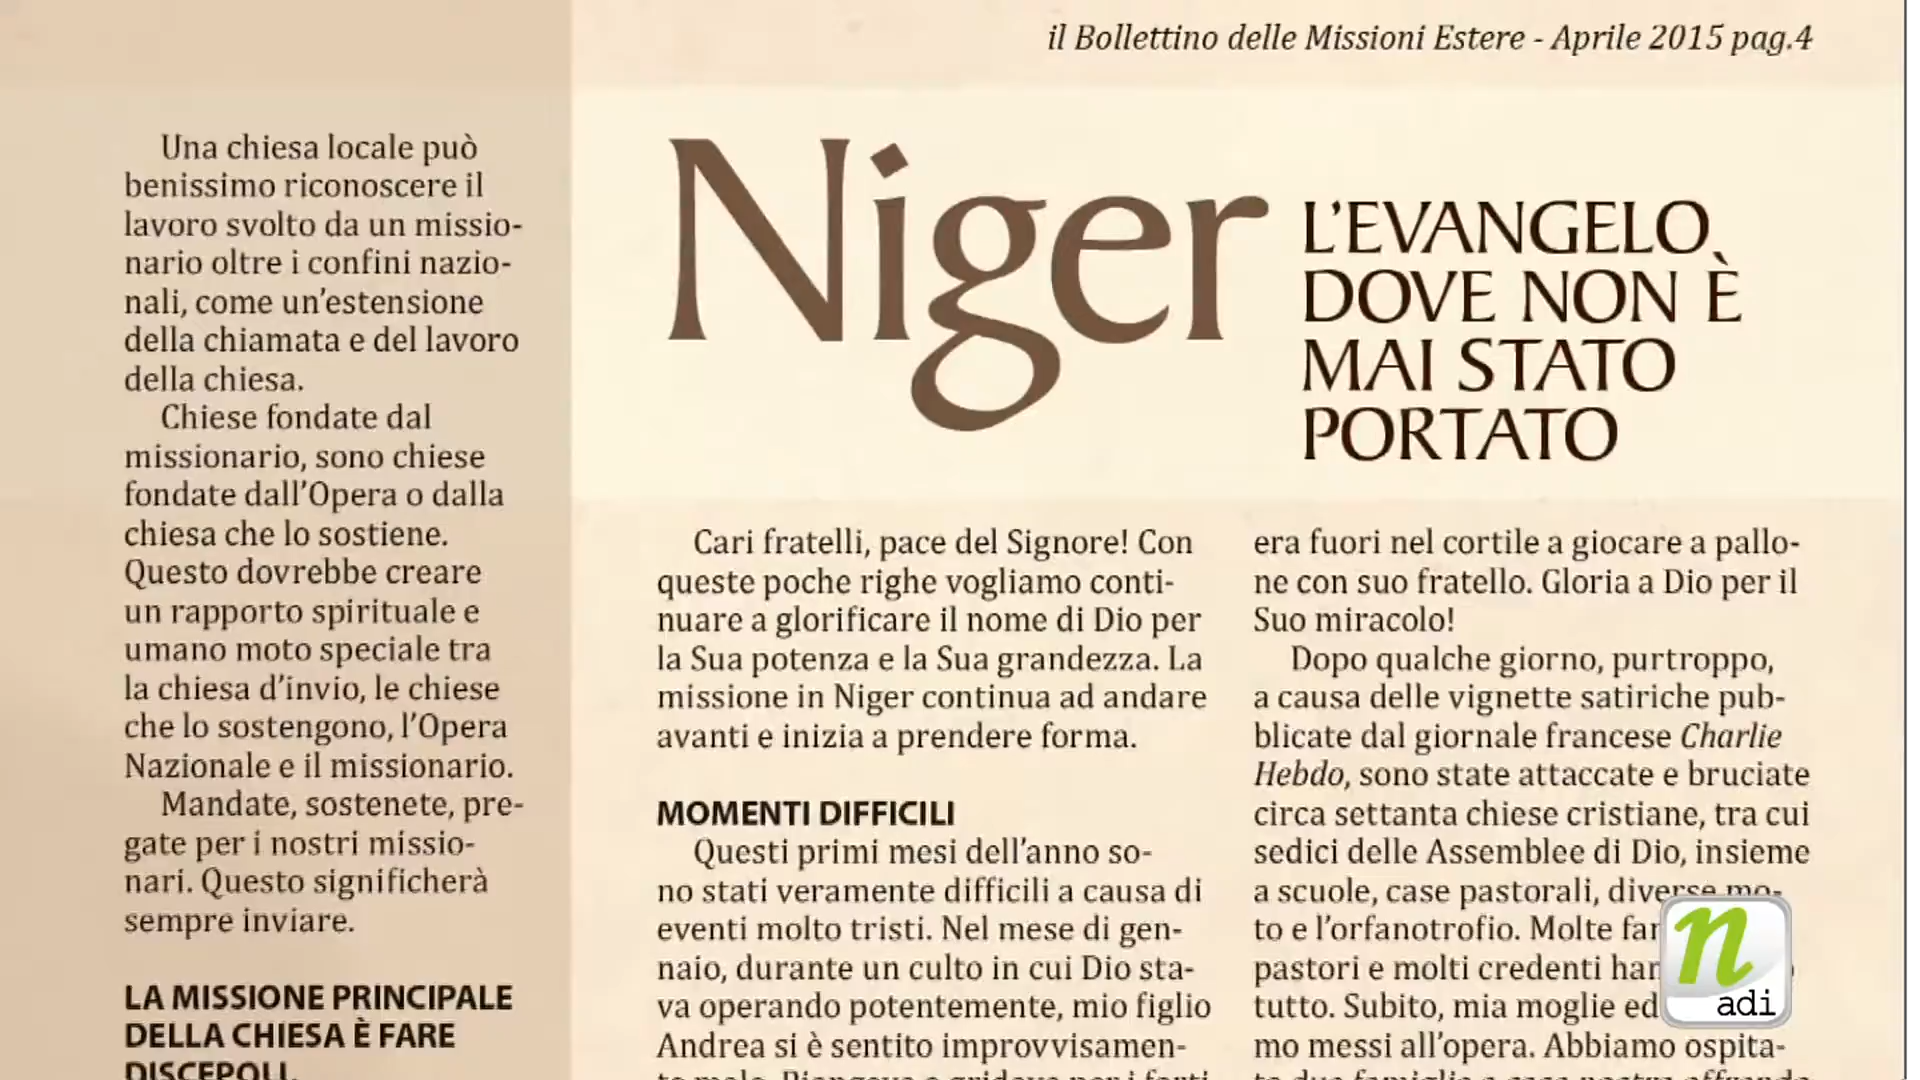 il Bollettino delle Missioni Estere - Aprile 2015 pag.4
Una chiesa locale può
benissimo riconoscere il
lavoro svolto da un missio-
nario oltre i confini nazio-
nali, come un'estensione
della chiamata e del lavoro
della chiesa.
Chiese fondate dal
missionario, sono chiese
fondate dall'Opera o dalla
chiesa che lo sostiene.
Questo dovrebbe creare
un rapporto spirituale e
umano moto speciale tra
la chiesa d'invio, le chiese
che lo sostengono, l'Opera
Nazionale e il missionario.
Mandate, sostenete, pre-
gate per i nostri missio-
nari. Questo significherà
sempre inviare.
LA MISSIONE PRINCIPALE
DELLA CHIESA È FARE
DISCEPOLI.
Niger
L'EVANGELO
DOVE NON È
MAI STATO
PORTATO
Cari fratelli, pace del Signore! Con
queste poche righe vogliamo conti-
nuare a glorificare il nome di Dio per
la Sua potenza e la Sua grandezza. La
missione in Niger continua ad andare
avanti e inizia a prendere forma.
MOMENTI DIFFICILI
Questi primi mesi dell'anno so-
no stati veramente difficili a causa di
eventi molto tristi. Nel mese di gen-
naio, durante un culto in cui Dio sta-
va operando potentemente, mio figlio
Andrea si è sentito improvvisamen-
era fuori nel cortile a giocare a pallo-
ne con suo fratello. Gloria a Dio per il
Suo miracolo!
Dopo qualche giorno, purtroppo,
a causa delle vignette satiriche pub-
blicate dal giornale francese Charlie
Hebdo, sono state attaccate e bruciate
circa settanta chiese cristiane, tra cui
sedici delle Assemblee di Dio, insieme
a scuole, case pastorali, diverse mo-
to e l'orfanotrofio. Molte
pastori e molti credenti
tutto. Subito, mia moglie ed
mo messi all'opera. Abbiamo ospita-
n
adi